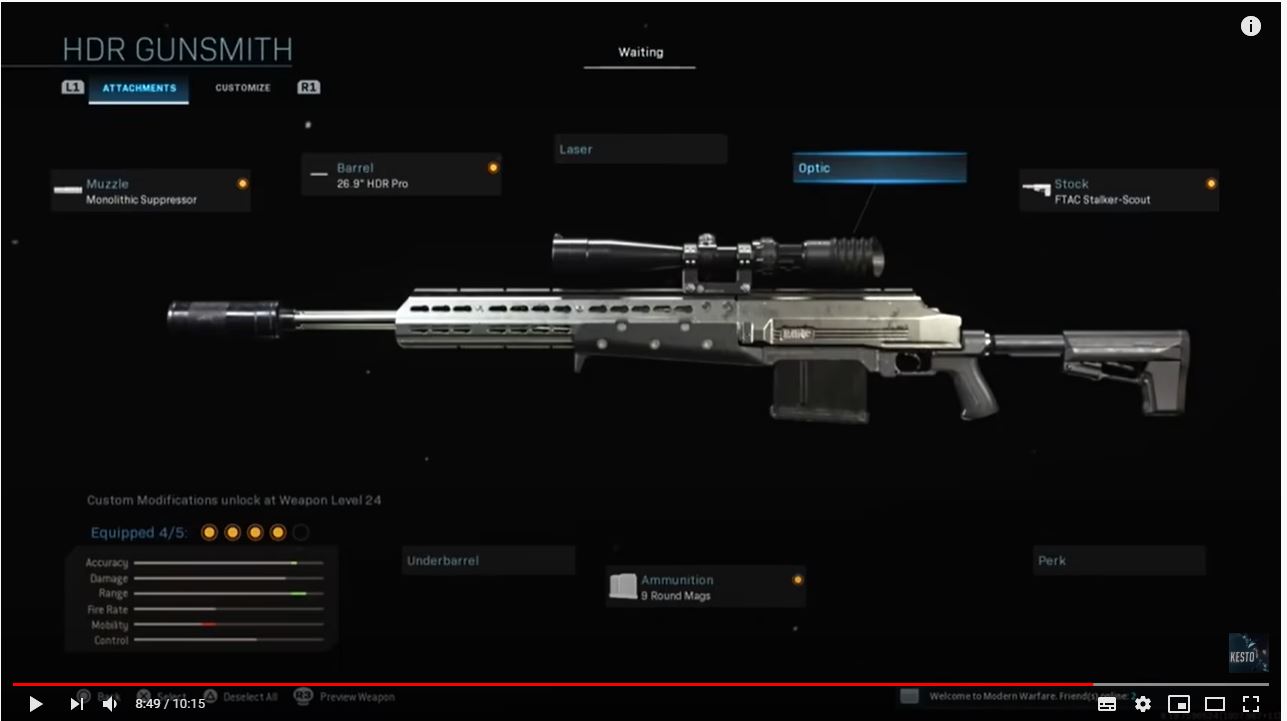 HDR GUNSMITH
Waiting
L1 ATTACHMENTS CUSTOMIZE R1
Laser
Barrel
26.9" HDR Pro
Optic
Muzzle
Monolithic Suppressor
Stock
FTAC Stalker-Scout
Custom Modifications unlock at Weapon Level 24
Equipped 4/5:
Accuracy
Damage
Range
Fire Rate
Mobility
Control
Underbarrel
Ammunition
9 Round Mags
Perk
KESTO
Back Select Deselect All R3 Preview Weapon
Welcome to Modern Warfare. Friend(s) online: 2
8:49 / 10:15